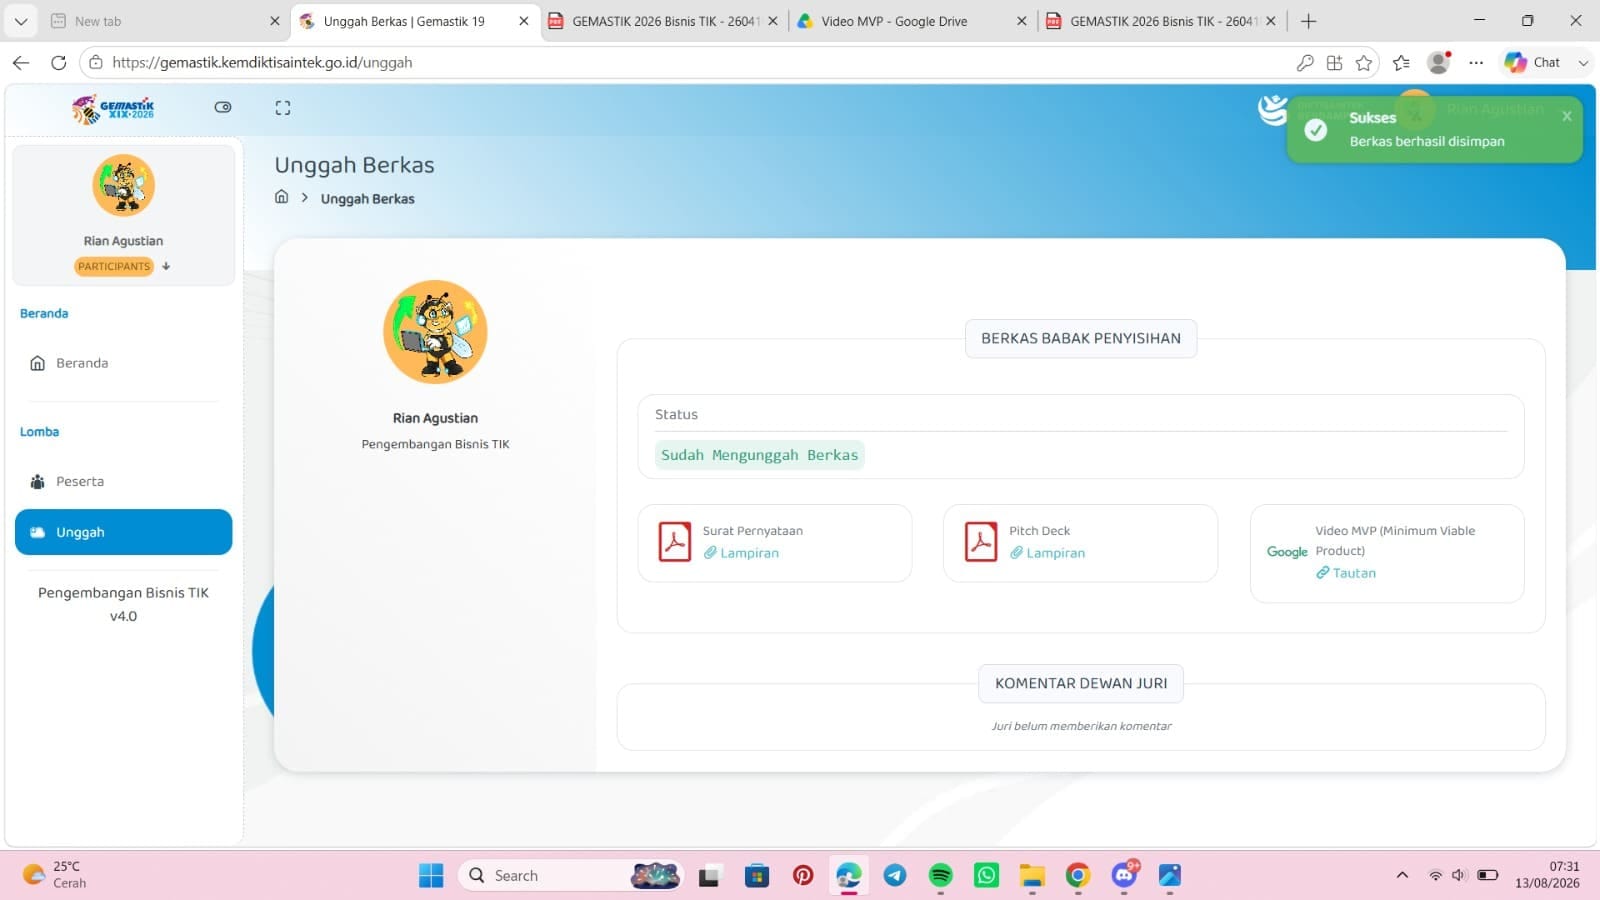 New tab
Unggah Berkas | Gemastik 19
GEMASTIK 2026 Bisnis TIK - 26041
Video MVP - Google Drive
GEMASTIK 2026 Bisnis TIK - 26041
https://gemastik.kemdiktisaintek.go.id/unggah
Chat
GEMASTIK
XIX•2026
Rian Agustian
Sukses
Berkas berhasil disimpan
Unggah Berkas
Unggah Berkas
Rian Agustian
PARTICIPANTS
Beranda
Beranda
Lomba
Peserta
Unggah
Pengembangan Bisnis TIK
v4.0
Rian Agustian
Pengembangan Bisnis TIK
BERKAS BABAK PENYISIHAN
Status
Sudah Mengunggah Berkas
Surat Pernyataan
Lampiran
Pitch Deck
Lampiran
Google
Video MVP (Minimum Viable
Product)
Tautan
KOMENTAR DEWAN JURI
Juri belum memberikan komentar
25°C
Cerah
Search
9+
07:31
13/08/2026